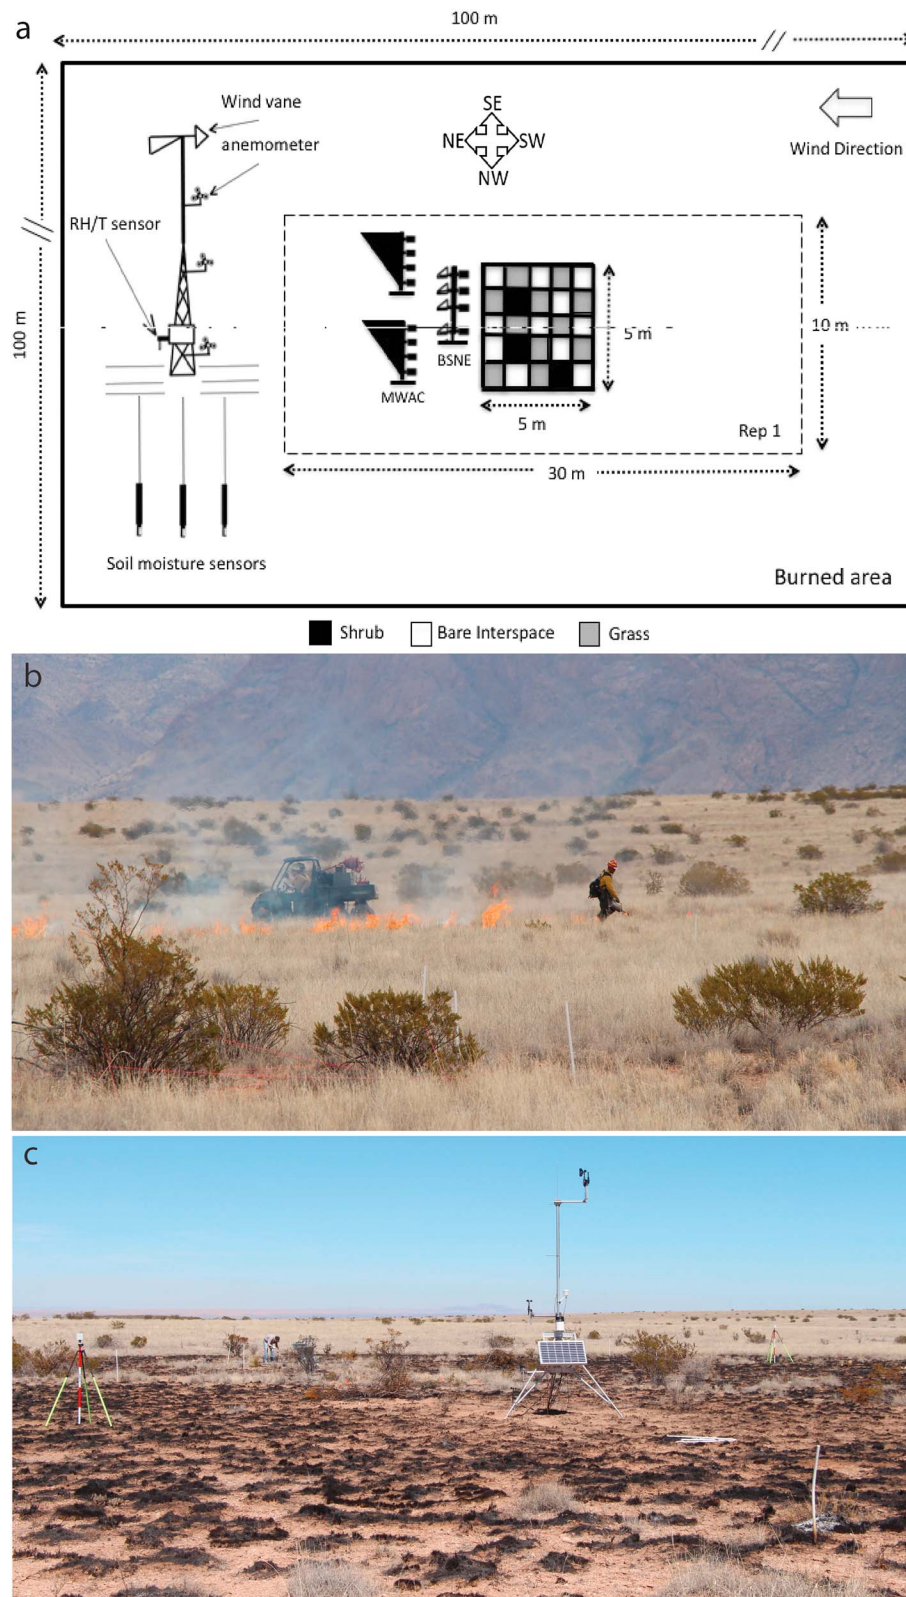 a
100 m
Wind vane
anemometer
RH/T sensor
SE
NE SW
NW
Wind Direction
100 m
10 m
5 m
BSNE
MWAC
5 m
Rep 1
30 m
Soil moisture sensors
Burned area
Shrub Bare Interspace Grass
b
c